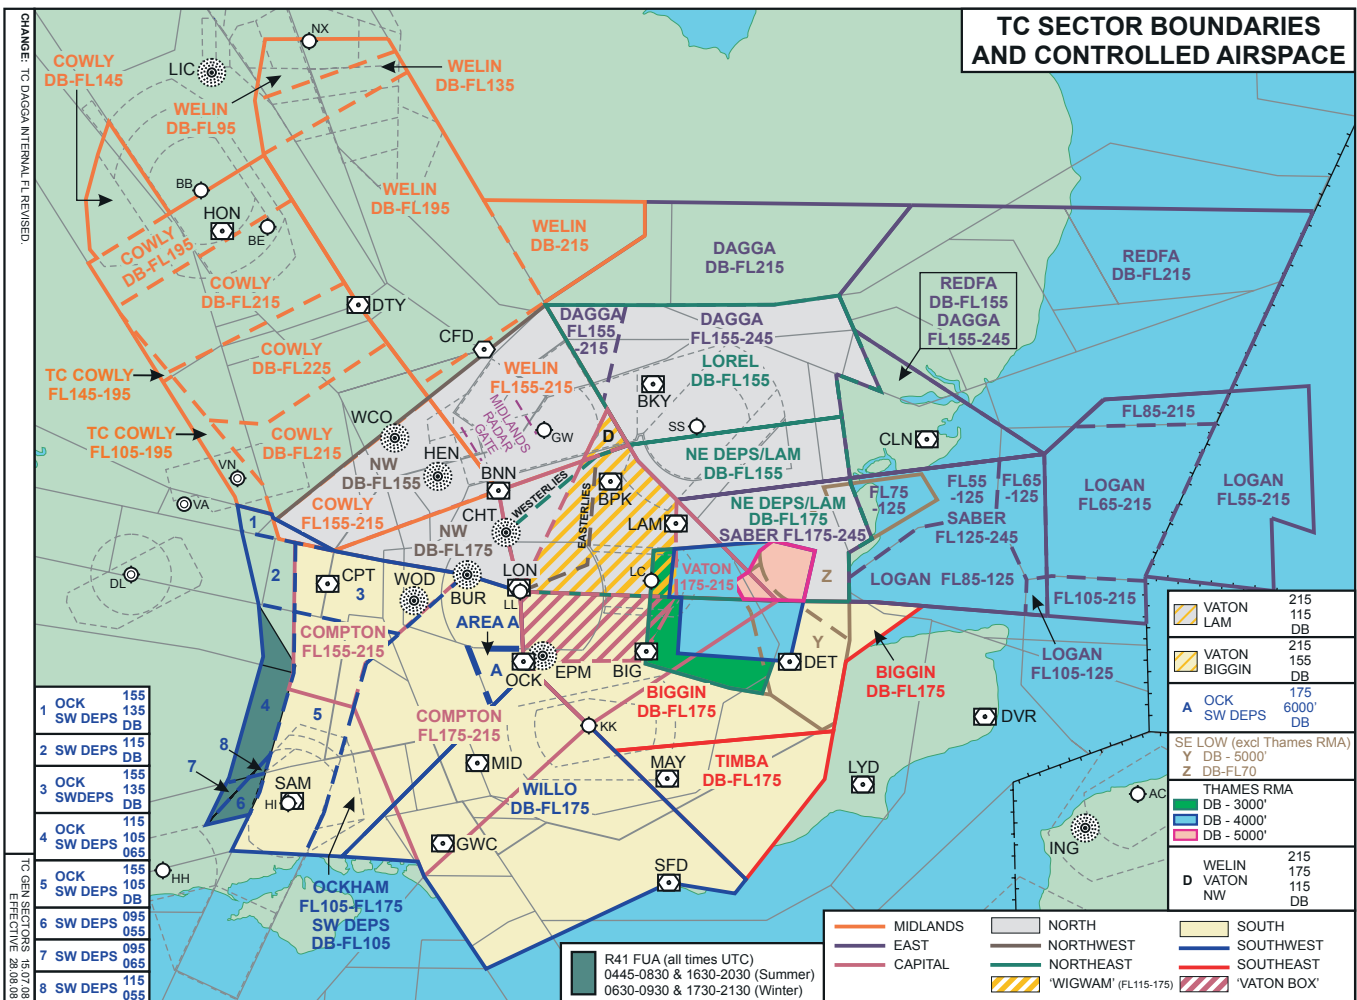 TC SECTOR BOUNDARIES
AND CONTROLLED AIRSPACE
CHANGE: TC DAGGA INTERNAL FL REVISED.
NX
COWLY
DB-FL145
LIC
WELIN
DB-FL135
WELIN
DB-FL95
BB
HON
BE
WELIN
DB-FL195
COWLY
DB-FL195
WELIN
DB-215
DAGGA
DB-FL215
REDFA
DB-FL215
COWLY
DB-FL215
DTY
REDFA
DB-FL155
DAGGA
FL155-245
DAGGA
FL155
-215
DAGGA
FL155-245
CFD
COWLY
DB-FL225
LOREL
DB-FL155
WELIN
FL155-215
TC COWLY
FL145-195
BKY
MIDLANDS
RADAR
GATE
WCO
GW
SS
D
CLN
FL85-215
TC COWLY
FL105-195
COWLY
DB-FL215
NW
DB-FL155
HEN
NE DEPS/LAM
DB-FL155
VN
BNN
WESTERLIES
EASTERLIES
BPK
FL75
-125
FL55
-125
FL65
-125
LOGAN
FL65-215
LOGAN
FL55-215
VA
COWLY
FL155-215
CHT
LAM
NE DEPS/LAM
DB-FL175
SABER FL175-245
SABER
FL125-245
1
NW
DB-FL175
2
DL
CPT
3
WOD
BUR
LON
LL
LC
VATON
175-215
Z
LOGAN FL85-125
FL105-215
AREA A
COMPTON
FL155-215
A
OCK
EPM
BIG
Y
DET
BIGGIN
DB-FL175
LOGAN
FL105-125
BIGGIN
DB-FL175
4
5
COMPTON
FL175-215
KK
DVR
8
7
6
SAM
HI
MID
WILLO
DB-FL175
MAY
TIMBA
DB-FL175
LYD
AC
ING
GWC
SFD
HH
OCKHAM
FL105-FL175
SW DEPS
DB-FL105
1 OCK SW DEPS 155 135 DB
2 SW DEPS 115 DB
3 OCK SWDEPS 155 135 DB
4 OCK SW DEPS 115 105 065
5 OCK SW DEPS 155 105 DB
6 SW DEPS 095 055
7 SW DEPS 095 065
8 SW DEPS 115 055
TC GEN SECTORS 15.07.08
EFFECTIVE 28.08.08
VATON LAM 215 115 DB
VATON BIGGIN 215 155 DB
A OCK SW DEPS 175 6000' DB
SE LOW (excl Thames RMA)
Y DB - 5000'
Z DB-FL70
THAMES RMA
DB - 3000'
DB - 4000'
DB - 5000'
D WELIN VATON NW 215 175 115 DB
R41 FUA (all times UTC)
0445-0830 & 1630-2030 (Summer)
0630-0930 & 1730-2130 (Winter)
MIDLANDS
EAST
CAPITAL
NORTH
NORTHWEST
NORTHEAST
'WIGWAM' (FL115-175)
SOUTH
SOUTHWEST
SOUTHEAST
'VATON BOX'